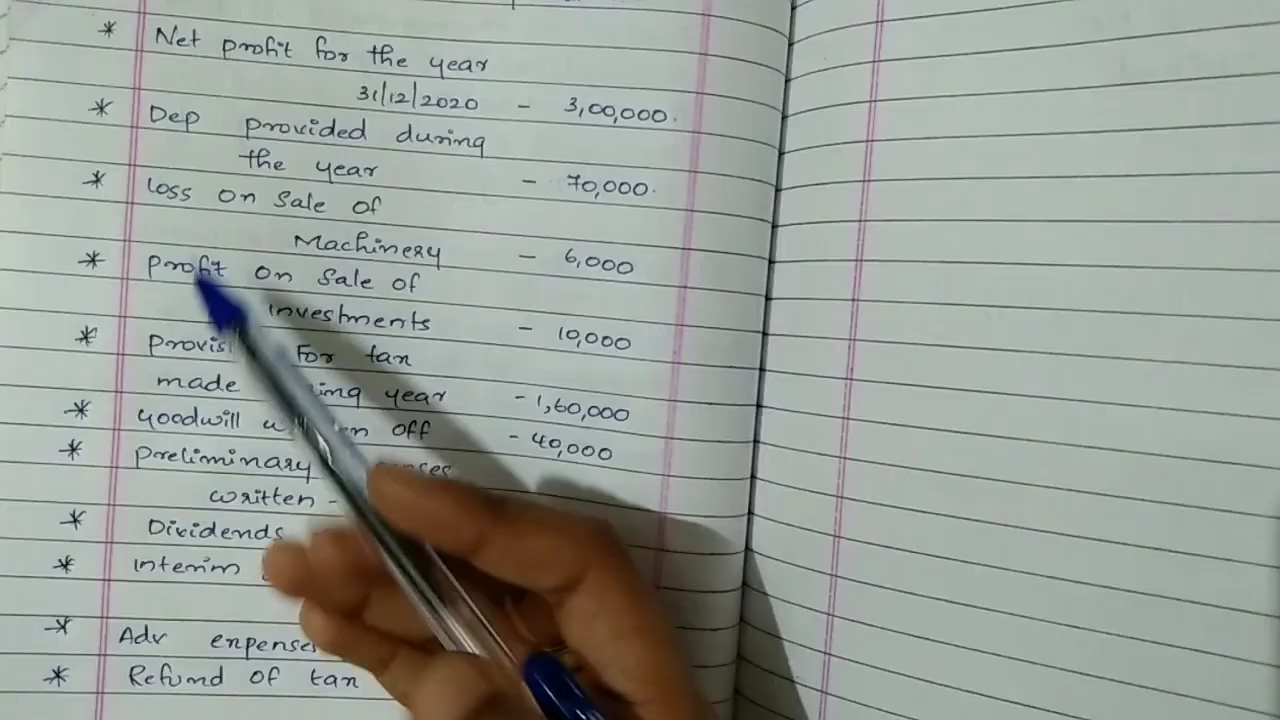 * Net profit for the year
31/12/2020 - 3,00,000.
* Dep provided during
the year - 70,000.
* Loss on Sale of
Machinery - 6,000
* Profit on Sale of
investments - 10,000
* for tax
made year - 1,60,000
* Goodwill off - 40,000
* Preliminary
written -
* Dividends
* Interim
* Adv expenses
* Refund of tax